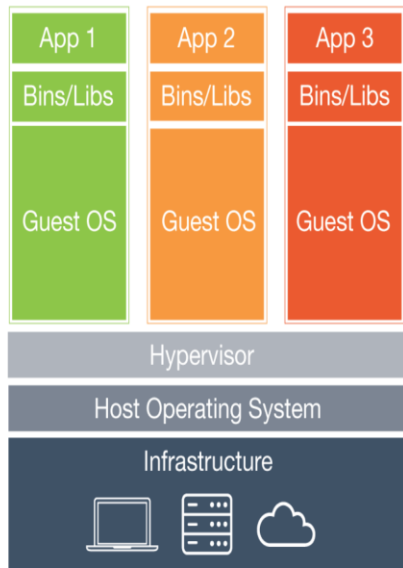 App 1
App 2
App 3
Bins/Libs
Bins/Libs
Bins/Libs
Guest OS
Guest OS
Guest OS
Hypervisor
Host Operating System
Infrastructure